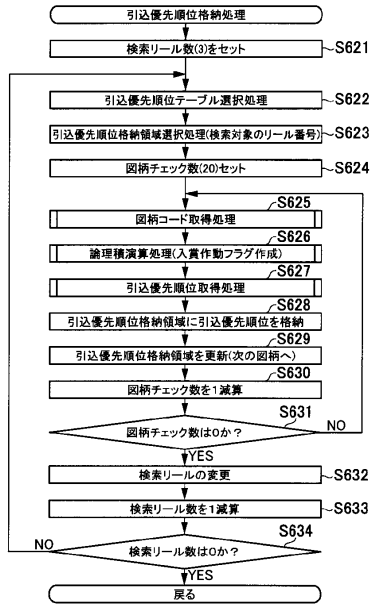 引込優先順位格納処理
検索リール数(3)をセット
S621
引込優先順位テーブル選択処理
S622
引込優先順位格納領域選択処理(検索対象のリール番号)
S623
図柄チェック数(20)セット
S624
S625
図柄コード取得処理
S626
論理積演算処理(入賞作動フラグ作成)
S627
引込優先順位取得処理
S628
引込優先順位格納領域に引込優先順位を格納
S629
引込優先順位格納領域を更新(次の図柄へ)
S630
図柄チェック数を1減算
S631
図柄チェック数は0か?
NO
YES
検索リールの変更
S632
検索リール数を1減算
S633
S634
NO
検索リール数は0か?
YES
戻る